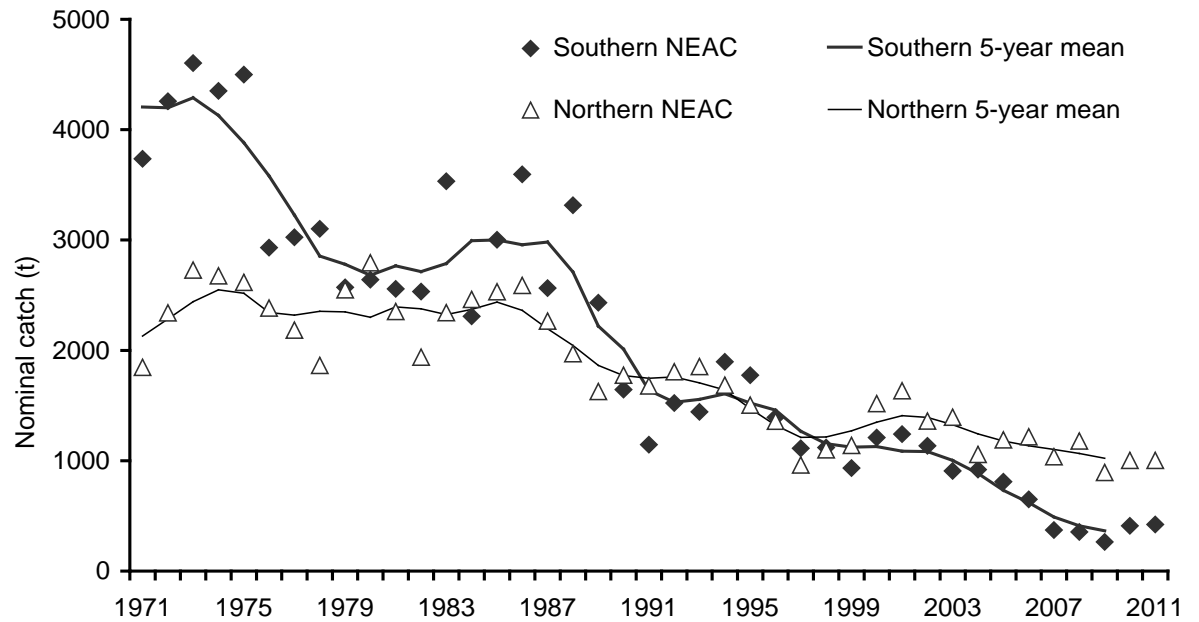 5000
4000
3000
2000
1000
0
Nominal catch (t)
Southern NEAC
Southern 5-year mean
Northern NEAC
Northern 5-year mean
1971 1975 1979 1983 1987 1991 1995 1999 2003 2007 2011